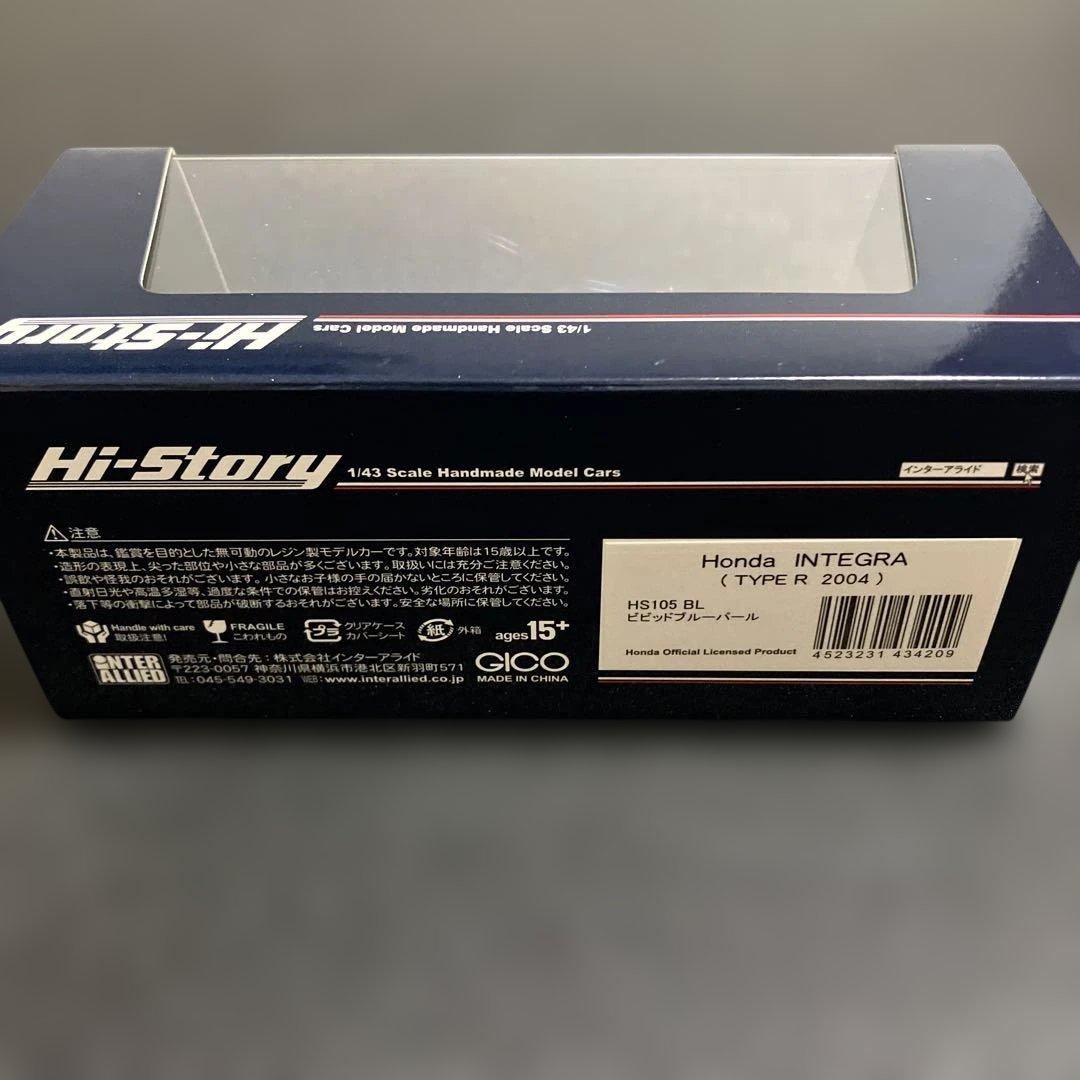 Hi-Story
1/43 Scale Handmade Model Cars
Hi-Story
1/43 Scale Handmade Model Cars
インターアライド 検索
注意
・本製品は、鑑賞を目的とした無可動のレジン製モデルカーです。対象年齢は15歳以上です。
・造形の表現上、尖った部位や小さな部品が多くございます。取扱いには充分ご注意ください。
・誤飲や怪我のおそれがございます。小さなお子様の手の届かないところに保管してください。
・直射日光や高温多湿等、過度な条件での保管はお控えください。劣化のおそれがございます。
・落下等の衝撃によって部品が破断するおそれがございます。安全な場所に保管してください。
Handle with care
取扱注意!
FRAGILE
こわれもの
プラ
クリアケース
カバーシート
紙
外箱
ages15+
INTER
ALLIED
発売元・問合先:株式会社インターアライド
〒223-0057 神奈川県横浜市港北区新羽町571
TEL:045-549-3031 WEB:www.interallied.co.jp
GICO
MADE IN CHINA
Honda INTEGRA
( TYPE R 2004 )
HS105 BL
ビビッドブルーパール
Honda Official Licensed Product
4523231 434209